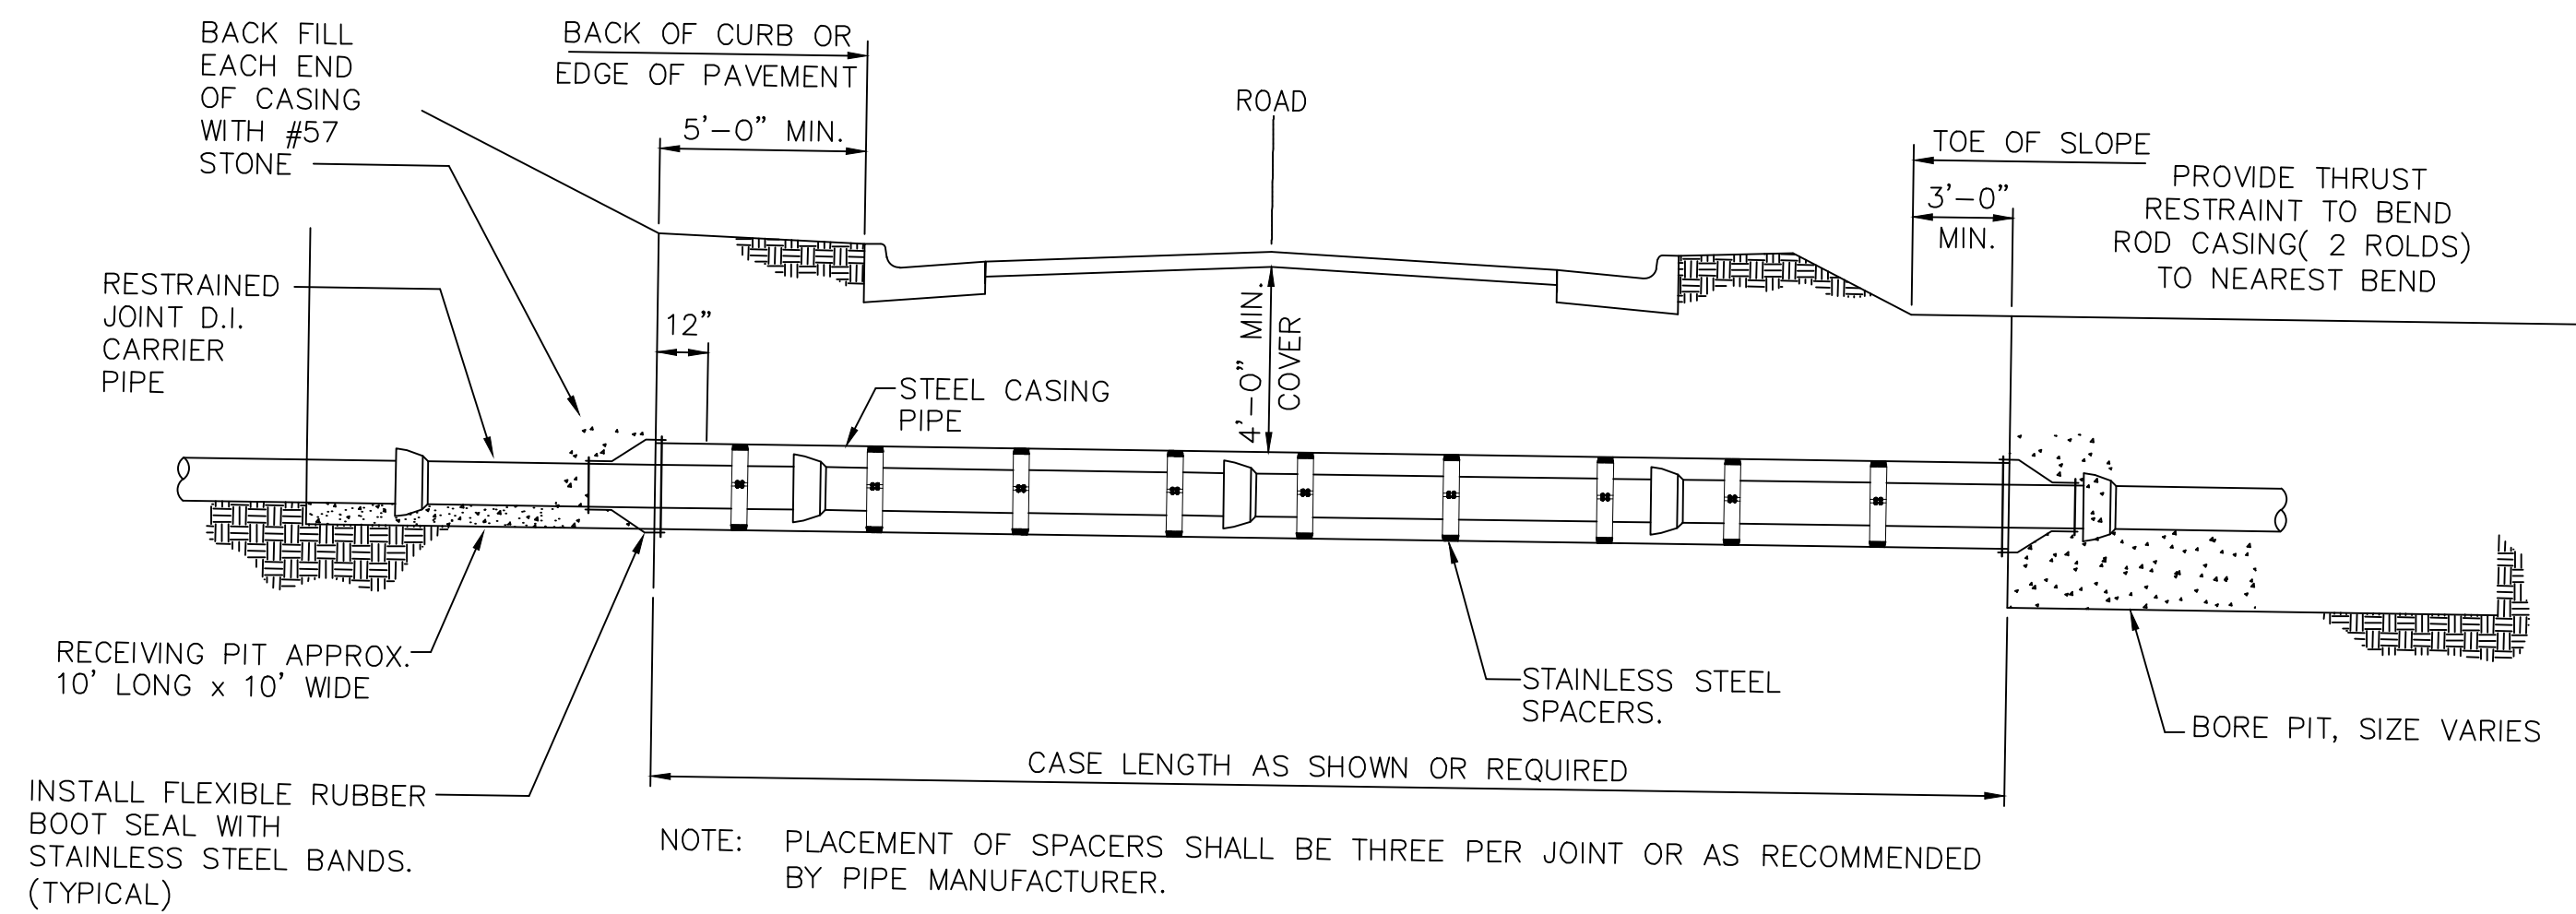 BACK FILL
EACH END
OF CASING
WITH #57
STONE
BACK OF CURB OR
EDGE OF PAVEMENT
5'-0" MIN.
ROAD
TOE OF SLOPE
3'-0"
MIN.
PROVIDE THRUST
RESTRAINT TO BEND
ROD CASING( 2 ROLDS)
TO NEAREST BEND
RESTRAINED
JOINT D.I.
CARRIER
PIPE
12"
STEEL CASING
PIPE
4'-0" MIN.
COVER
RECEIVING PIT APPROX.
10' LONG x 10' WIDE
STAINLESS STEEL
SPACERS.
BORE PIT, SIZE VARIES
CASE LENGTH AS SHOWN OR REQUIRED
INSTALL FLEXIBLE RUBBER
BOOT SEAL WITH
STAINLESS STEEL BANDS.
(TYPICAL)
NOTE: PLACEMENT OF SPACERS SHALL BE THREE PER JOINT OR AS RECOMMENDED
BY PIPE MANUFACTURER.